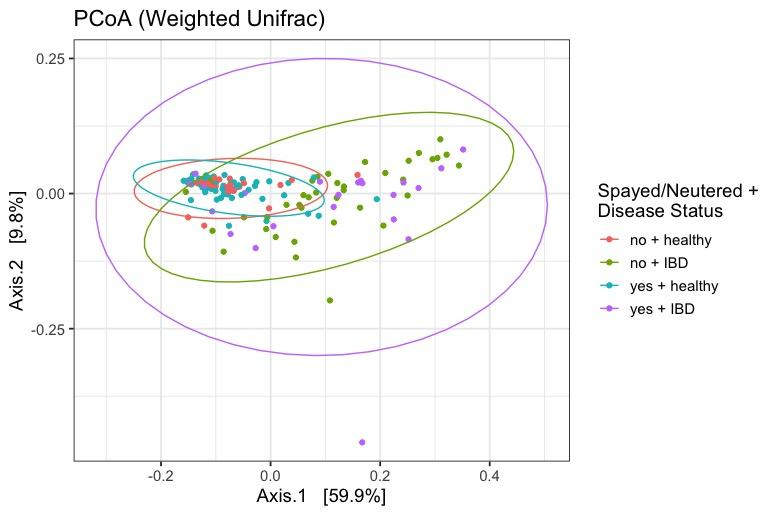 PCoA (Weighted Unifrac)
0.25
0.00
-0.25
Axis.2 [9.8%]
-0.2
0.0
0.2
0.4
Axis.1 [59.9%]
Spayed/Neutered +
Disease Status
no + healthy
no + IBD
yes + healthy
yes + IBD